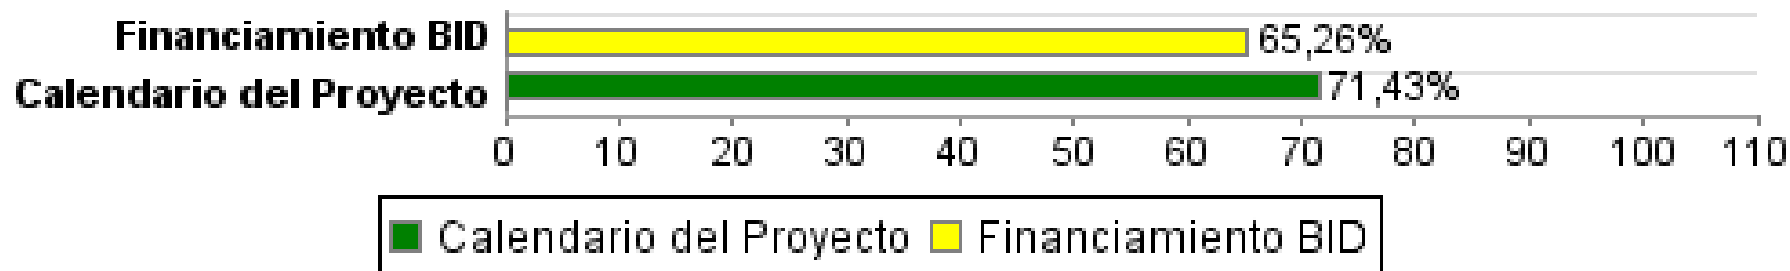 Financiamiento BID 65,26%
Calendario del Proyecto 71,43%
0 10 20 30 40 50 60 70 80 90 100 110
Calendario del Proyecto Financiamiento BID